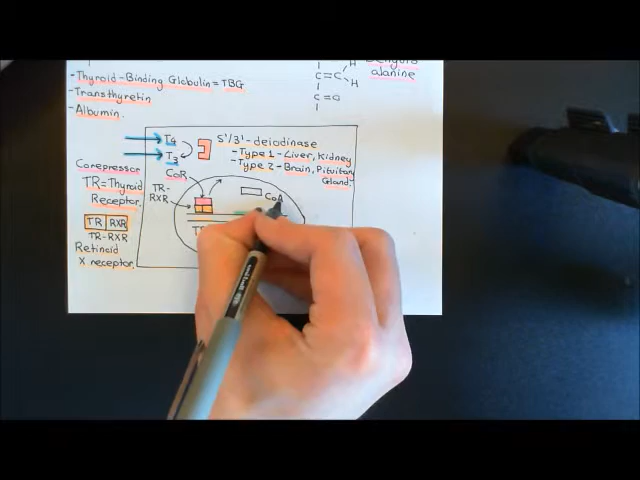 -Thyroid-Binding Globulin = TBG
-Transthyretin
-Albumin.
alanine
C=C
H
H
C=O
T4
T3
5'/3'-deiodinase
-Type 1-Liver, Kidney
-Type 2-Brain, Pituitary
Gland.
Corepressor
CoR
TR=Thyroid
Receptor
TR-
RXR
CoA
TR RXR
TR-RXR
Retinoid
X receptor